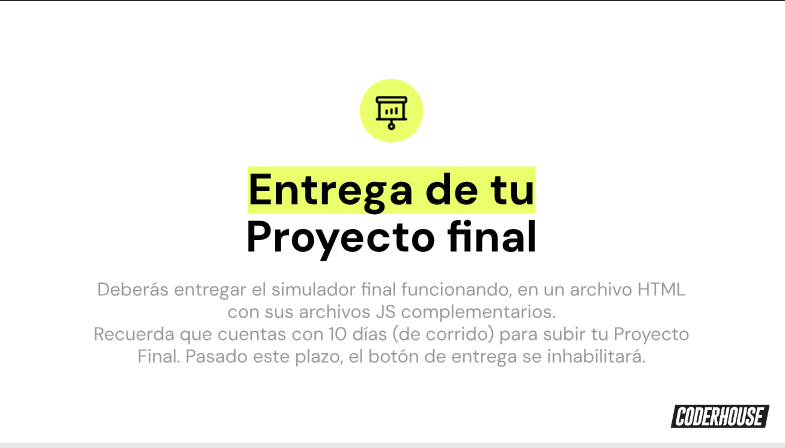 Entrega de tu
Proyecto final
Deberás entregar el simulador final funcionando, en un archivo HTML
con sus archivos JS complementarios.
Recuerda que cuentas con 10 días (de corrido) para subir tu Proyecto
Final. Pasado este plazo, el botón de entrega se inhabilitará.
CODERHOUSE